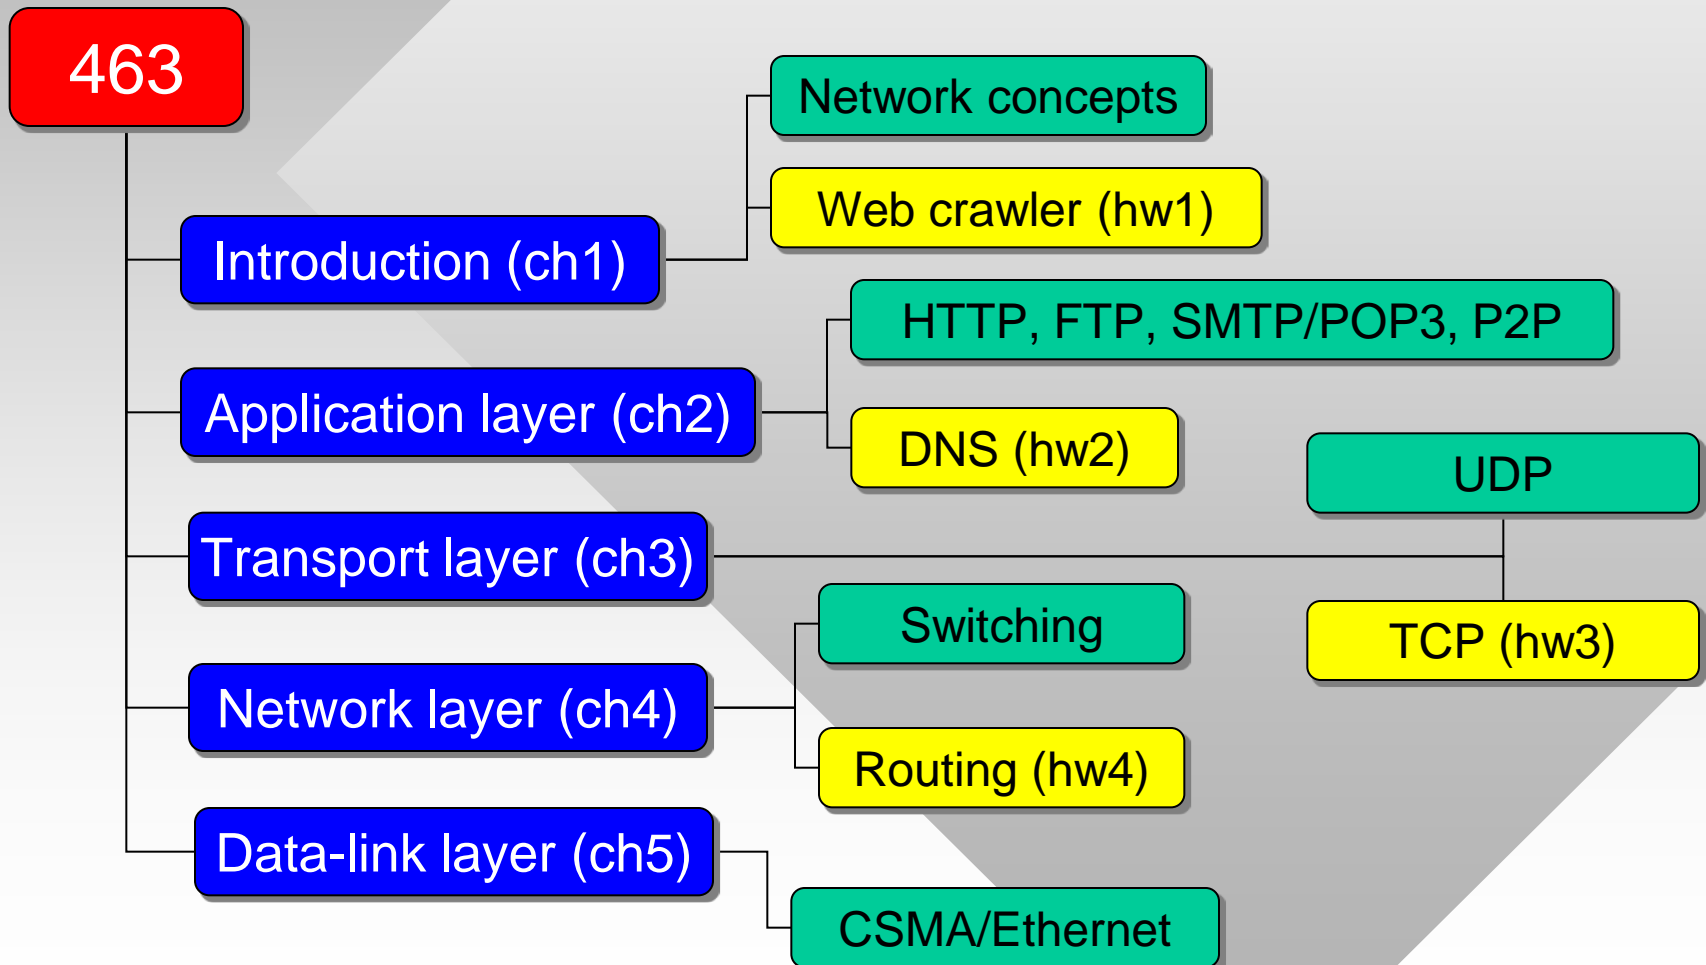 463
Network concepts
Web crawler (hw1)
Introduction (ch1)
HTTP, FTP, SMTP/POP3, P2P
Application layer (ch2)
DNS (hw2)
UDP
Transport layer (ch3)
TCP (hw3)
Switching
Network layer (ch4)
Routing (hw4)
Data-link layer (ch5)
CSMA/Ethernet